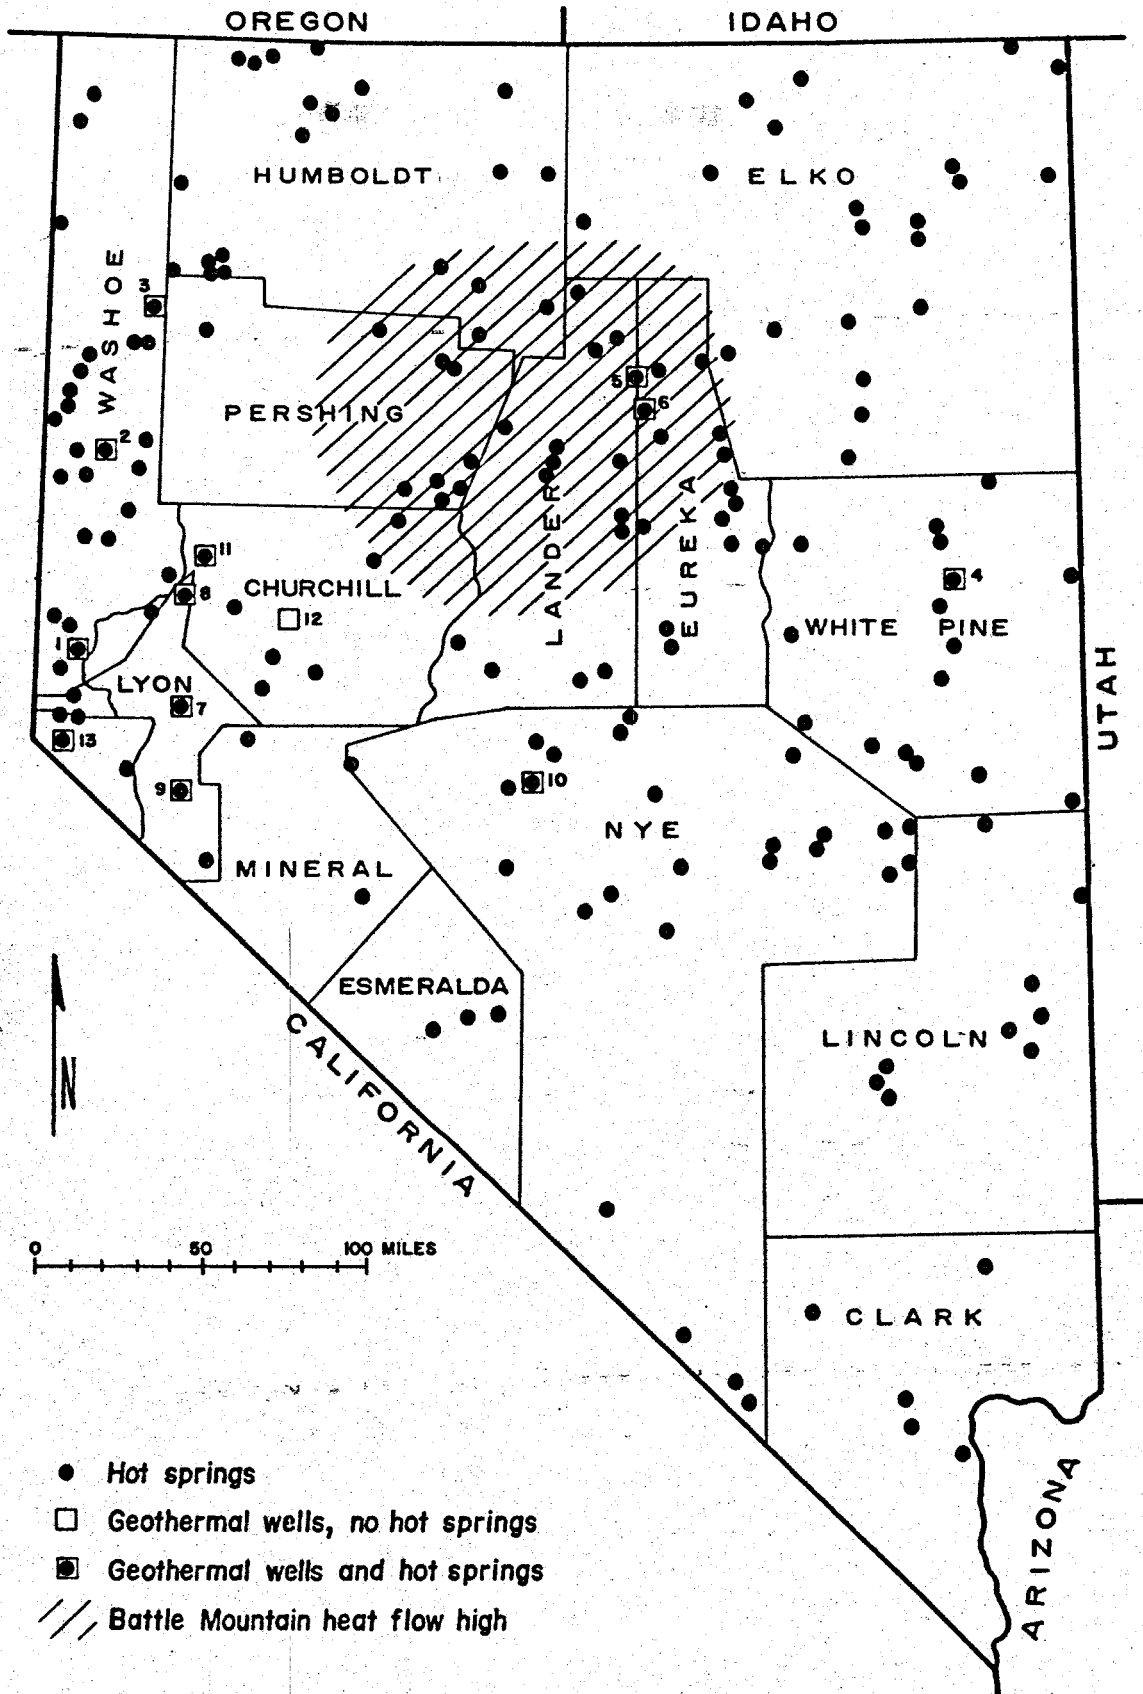 OREGON
IDAHO
HUMBOLDT
ELKO
WASHOE
3
PERSHING
5
6
2
LANDER
EUREKA
11
8
CHURCHILL
12
4
WHITE PINE
1
LYON
7
13
UTAH
9
10
NYE
MINERAL
ESMERALDA
CALIFORNIA
LINCOLN
N
0 50 100 MILES
CLARK
ARIZONA
Hot springs
Geothermal wells, no hot springs
Geothermal wells and hot springs
Battle Mountain heat flow high